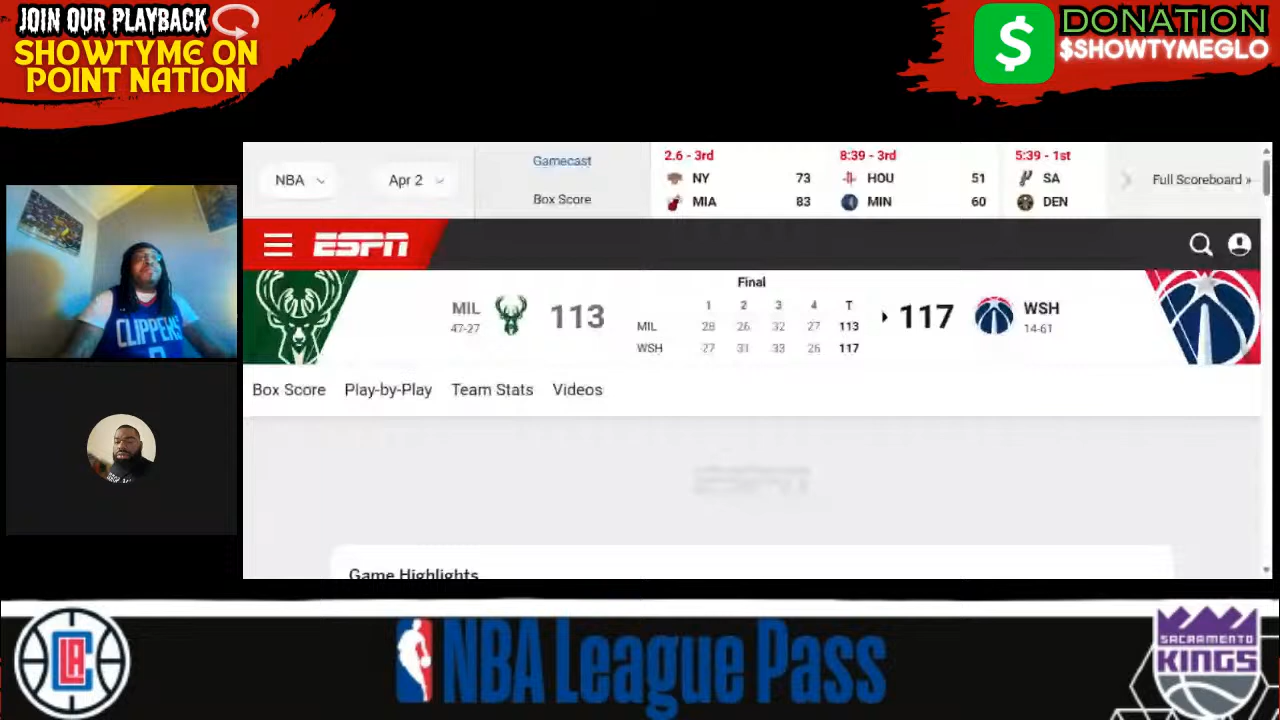 JOIN OUR PLAYBACK
SHOWTYME ON
POINT NATION
DONATION
$SHOWTYMEGLO
NBA
Apr 2
Gamecast
Box Score
2.6 - 3rd
NY 73
MIA 83
8:39 - 3rd
HOU 51
MIN 60
5:39 - 1st
SA
DEN
Full Scoreboard »
ESPN
Final
MIL
47-27
113
1 2 3 4 T
MIL 28 26 32 27 113
WSH 27 31 33 26 117
117
WSH
14-61
Box Score Play-by-Play Team Stats Videos
ESPN
Game Highlights
CLIPPERS
LA
NBA League Pass
SACRAMENTO
KINGS